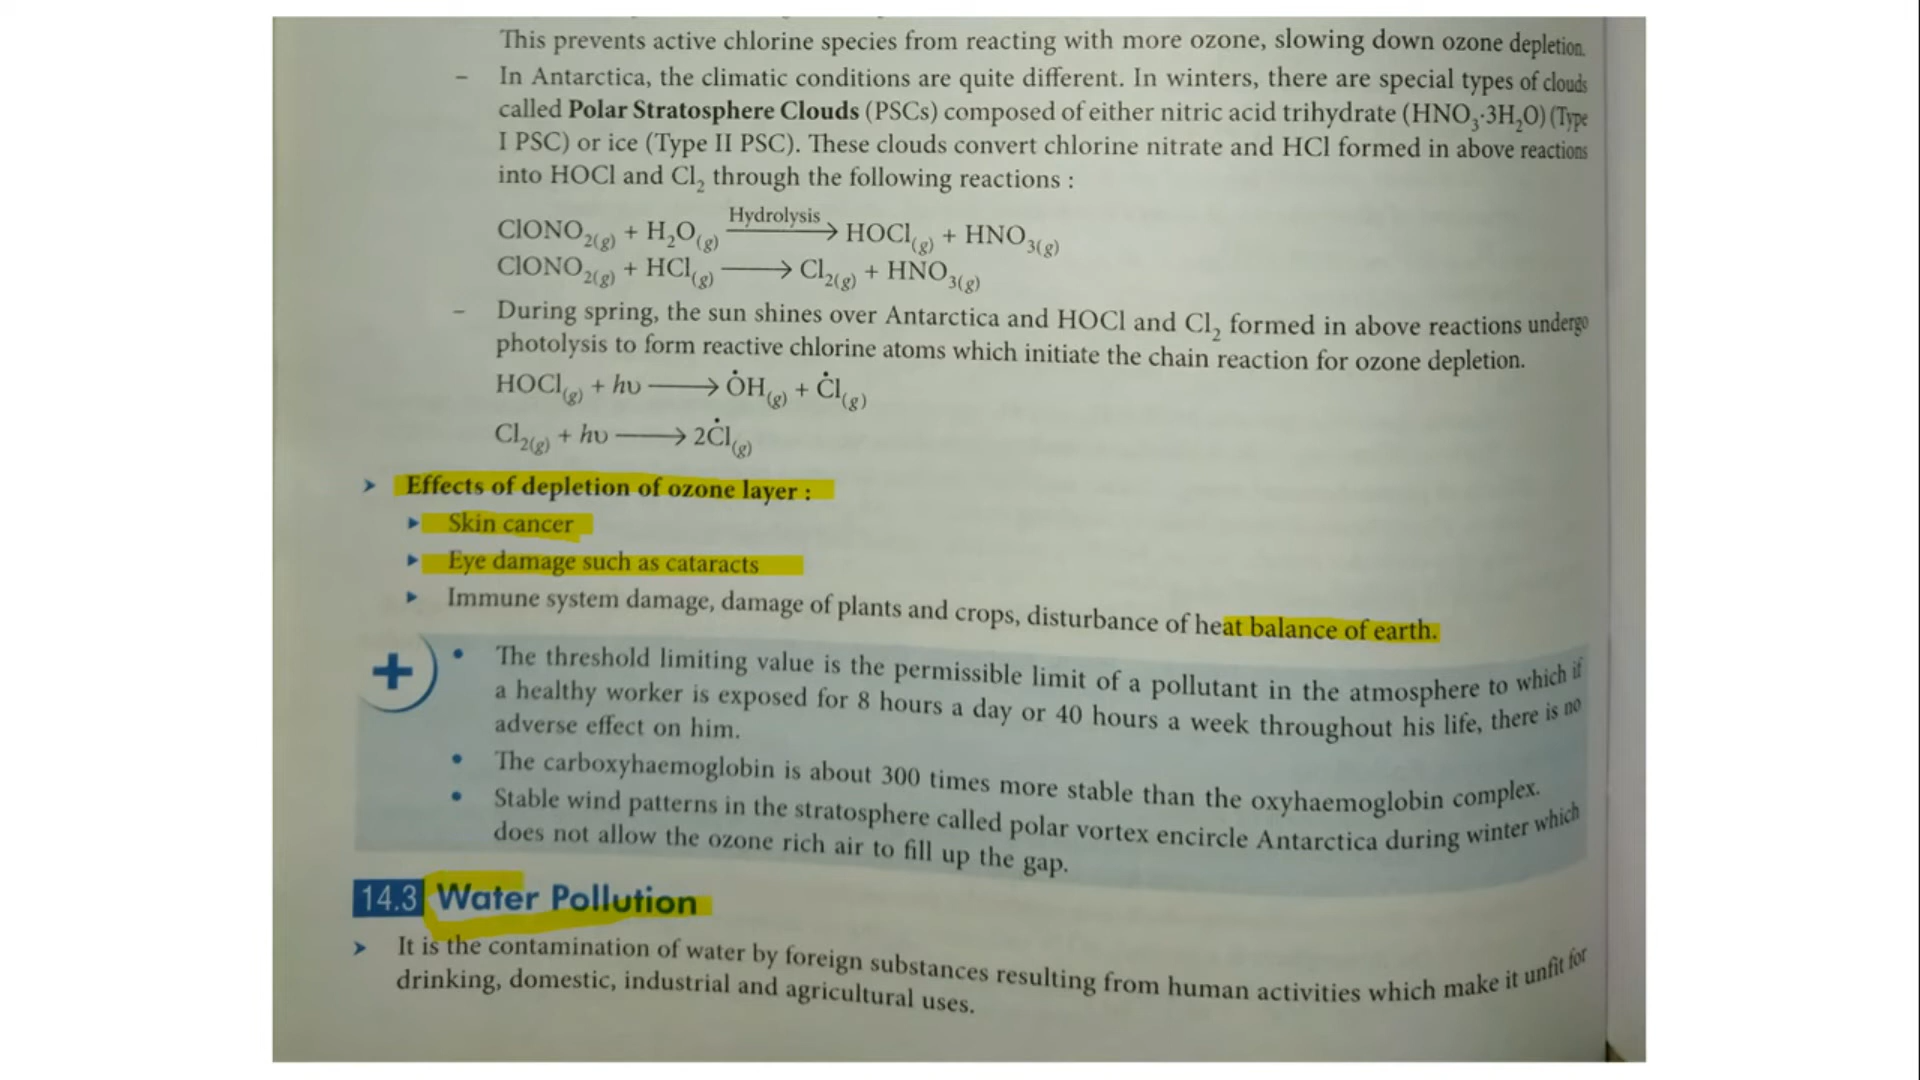 This prevents active chlorine species from reacting with more ozone, slowing down ozone depletion.
– In Antarctica, the climatic conditions are quite different. In winters, there are special types of clouds
called Polar Stratosphere Clouds (PSCs) composed of either nitric acid trihydrate (HNO₃·3H₂O) (Type
I PSC) or ice (Type II PSC). These clouds convert chlorine nitrate and HCl formed in above reactions
into HOCl and Cl₂ through the following reactions :
Hydrolysis
ClONO₂(g) + H₂O(g) ⟶ HOCl(g) + HNO₃(g)
ClONO₂(g) + HCl(g) ⟶ Cl₂(g) + HNO₃(g)
– During spring, the sun shines over Antarctica and HOCl and Cl₂ formed in above reactions undergo
photolysis to form reactive chlorine atoms which initiate the chain reaction for ozone depletion.
HOCl(g) + hυ ⟶ ȮH(g) + Ċl(g)
Cl₂(g) + hυ ⟶ 2Ċl(g)
➤ Effects of depletion of ozone layer :
▶ Skin cancer
▶ Eye damage such as cataracts
▶ Immune system damage, damage of plants and crops, disturbance of heat balance of earth.
+
• The threshold limiting value is the permissible limit of a pollutant in the atmosphere to which if
a healthy worker is exposed for 8 hours a day or 40 hours a week throughout his life, there is no
adverse effect on him.
• The carboxyhaemoglobin is about 300 times more stable than the oxyhaemoglobin complex.
• Stable wind patterns in the stratosphere called polar vortex encircle Antarctica during winter which
does not allow the ozone rich air to fill up the gap.
14.3 Water Pollution
➤ It is the contamination of water by foreign substances resulting from human activities which make it unfit for
drinking, domestic, industrial and agricultural uses.